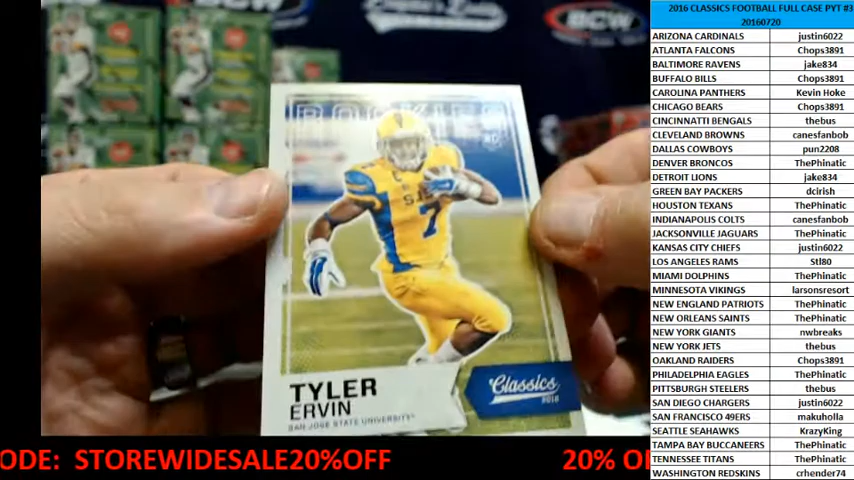 2016 CLASSICS FOOTBALL FULL CASE PYT #3
20160720
ARIZONA CARDINALS justin6022
ATLANTA FALCONS Chops3891
BALTIMORE RAVENS jake834
BUFFALO BILLS Chops3891
CAROLINA PANTHERS Kevin Hoke
CHICAGO BEARS Chops3891
CINCINNATI BENGALS thebus
CLEVELAND BROWNS canesfanbob
DALLAS COWBOYS pun2208
DENVER BRONCOS ThePhinatic
DETROIT LIONS jake834
GREEN BAY PACKERS dcirish
HOUSTON TEXANS ThePhinatic
INDIANAPOLIS COLTS canesfanbob
JACKSONVILLE JAGUARS ThePhinatic
KANSAS CITY CHIEFS justin6022
LOS ANGELES RAMS Stl80
MIAMI DOLPHINS ThePhinatic
MINNESOTA VIKINGS larsonsresort
NEW ENGLAND PATRIOTS ThePhinatic
NEW ORLEANS SAINTS ThePhinatic
NEW YORK GIANTS nwbreaks
NEW YORK JETS thebus
OAKLAND RAIDERS Chops3891
PHILADELPHIA EAGLES ThePhinatic
PITTSBURGH STEELERS thebus
SAN DIEGO CHARGERS justin6022
SAN FRANCISCO 49ERS makuholla
SEATTLE SEAHAWKS KrazyKing
TAMPA BAY BUCCANEERS ThePhinatic
TENNESSEE TITANS ThePhinatic
WASHINGTON REDSKINS crhender74
BCW
BCW
ROOKIES
RC
7
TYLER
ERVIN
SAN JOSE STATE UNIVERSITY
Classics
2016
ODE: STOREWIDESALE20%OFF 20% O